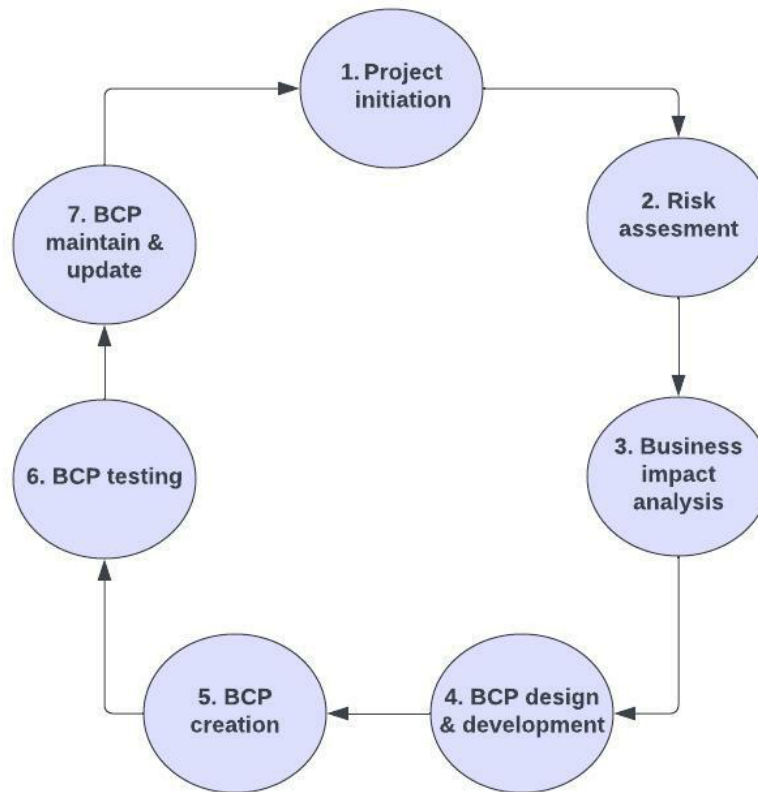 1. Project
initiation
2. Risk
assesment
3. Business
impact
analysis
4. BCP design
& development
5. BCP
creation
6. BCP testing
7. BCP
maintain &
update